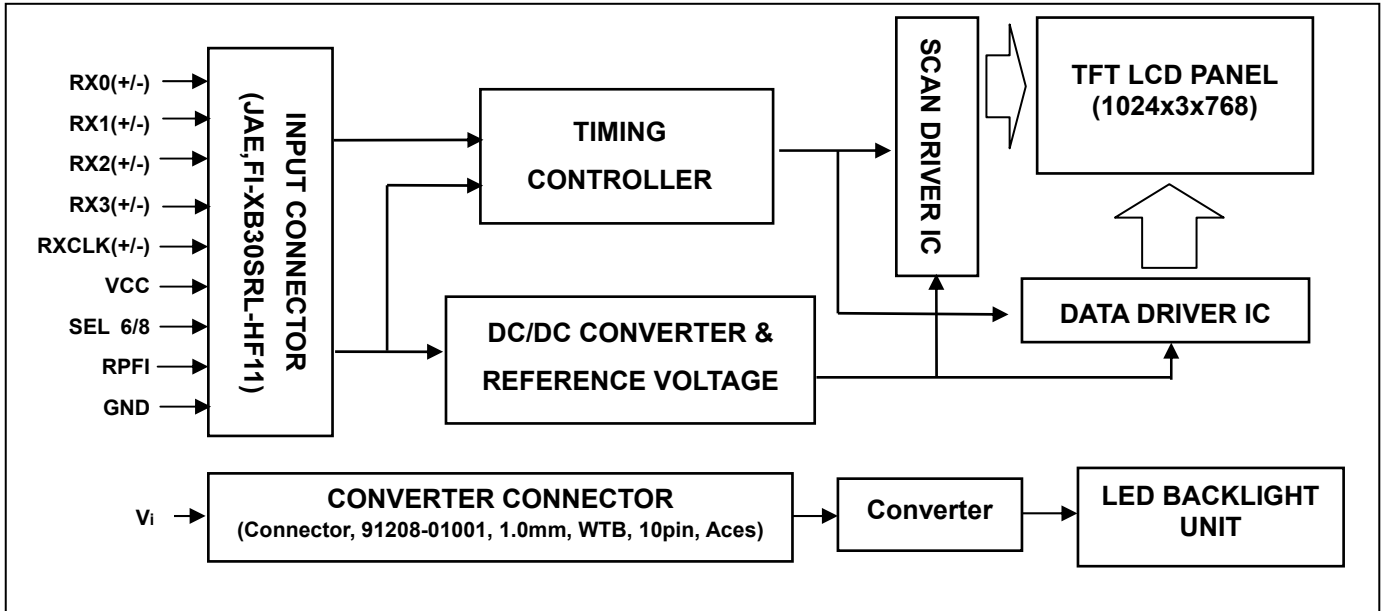 RX0(+/-)
RX1(+/-)
RX2(+/-)
RX3(+/-)
RXCLK(+/-)
VCC
SEL 6/8
RPFI
GND
INPUT CONNECTOR
(JAE,FI-XB30SRL-HF11)
TIMING
CONTROLLER
DC/DC CONVERTER &
REFERENCE VOLTAGE
SCAN DRIVER IC
TFT LCD PANEL
(1024x3x768)
DATA DRIVER IC
Vi
CONVERTER CONNECTOR
(Connector, 91208-01001, 1.0mm, WTB, 10pin, Aces)
Converter
LED BACKLIGHT
UNIT